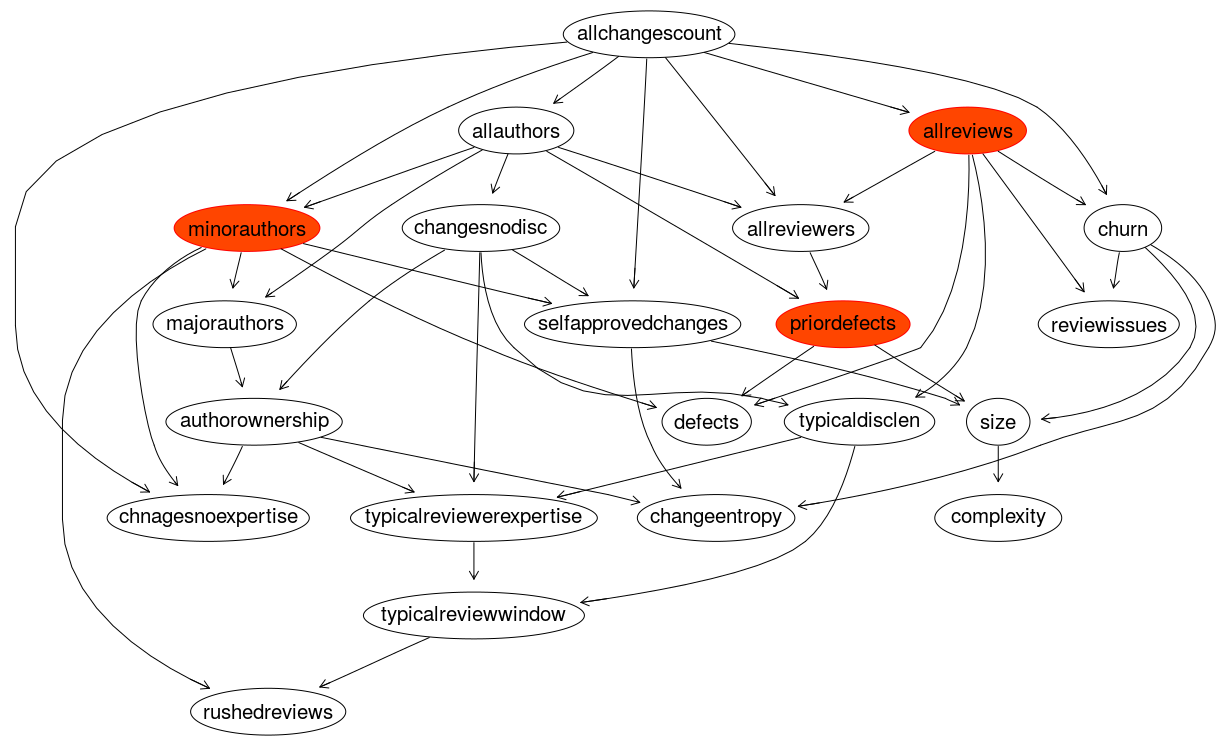 allchangescount
allauthors
allreviews
minorauthors
changesnodisc
allreviewers
churn
majorauthors
selfapprovedchanges
priordefects
reviewissues
authorownership
defects
typicaldisclen
size
chnagesnoexpertise
typicalreviewerexpertise
changeentropy
complexity
typicalreviewwindow
rushedreviews